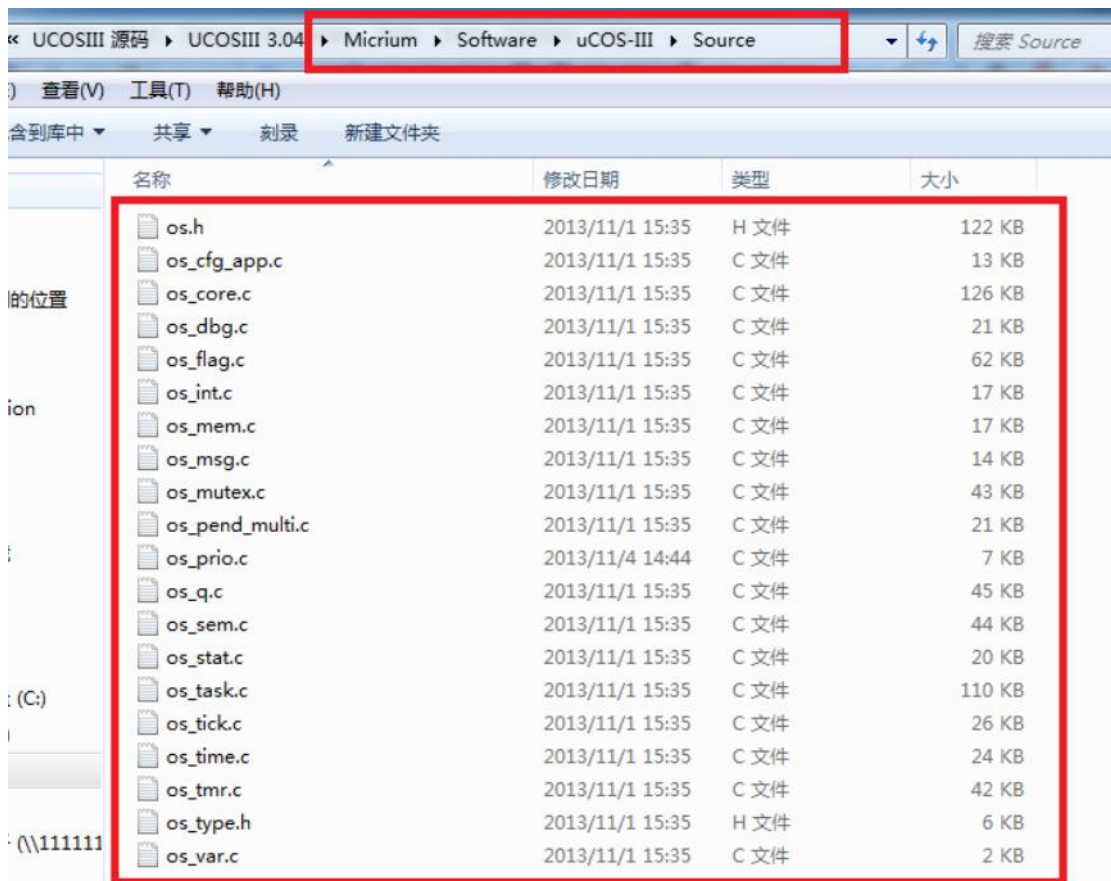 « UCOSIII 源码 ▸ UCOSIII 3.04 ▸ Micrium ▸ Software ▸ uCOS-III ▸ Source 搜索 Source
) 查看(V) 工具(T) 帮助(H)
含到库中 共享 刻录 新建文件夹
名称 修改日期 类型 大小
os.h 2013/11/1 15:35 H 文件 122 KB
os_cfg_app.c 2013/11/1 15:35 C 文件 13 KB
os_core.c 2013/11/1 15:35 C 文件 126 KB
的位置
os_dbg.c 2013/11/1 15:35 C 文件 21 KB
os_flag.c 2013/11/1 15:35 C 文件 62 KB
os_int.c 2013/11/1 15:35 C 文件 17 KB
ion
os_mem.c 2013/11/1 15:35 C 文件 17 KB
os_msg.c 2013/11/1 15:35 C 文件 14 KB
os_mutex.c 2013/11/1 15:35 C 文件 43 KB
os_pend_multi.c 2013/11/1 15:35 C 文件 21 KB
os_prio.c 2013/11/4 14:44 C 文件 7 KB
os_q.c 2013/11/1 15:35 C 文件 45 KB
os_sem.c 2013/11/1 15:35 C 文件 44 KB
os_stat.c 2013/11/1 15:35 C 文件 20 KB
os_task.c 2013/11/1 15:35 C 文件 110 KB
(C:)
os_tick.c 2013/11/1 15:35 C 文件 26 KB
os_time.c 2013/11/1 15:35 C 文件 24 KB
os_tmr.c 2013/11/1 15:35 C 文件 42 KB
os_type.h 2013/11/1 15:35 H 文件 6 KB
(\\111111
os_var.c 2013/11/1 15:35 C 文件 2 KB